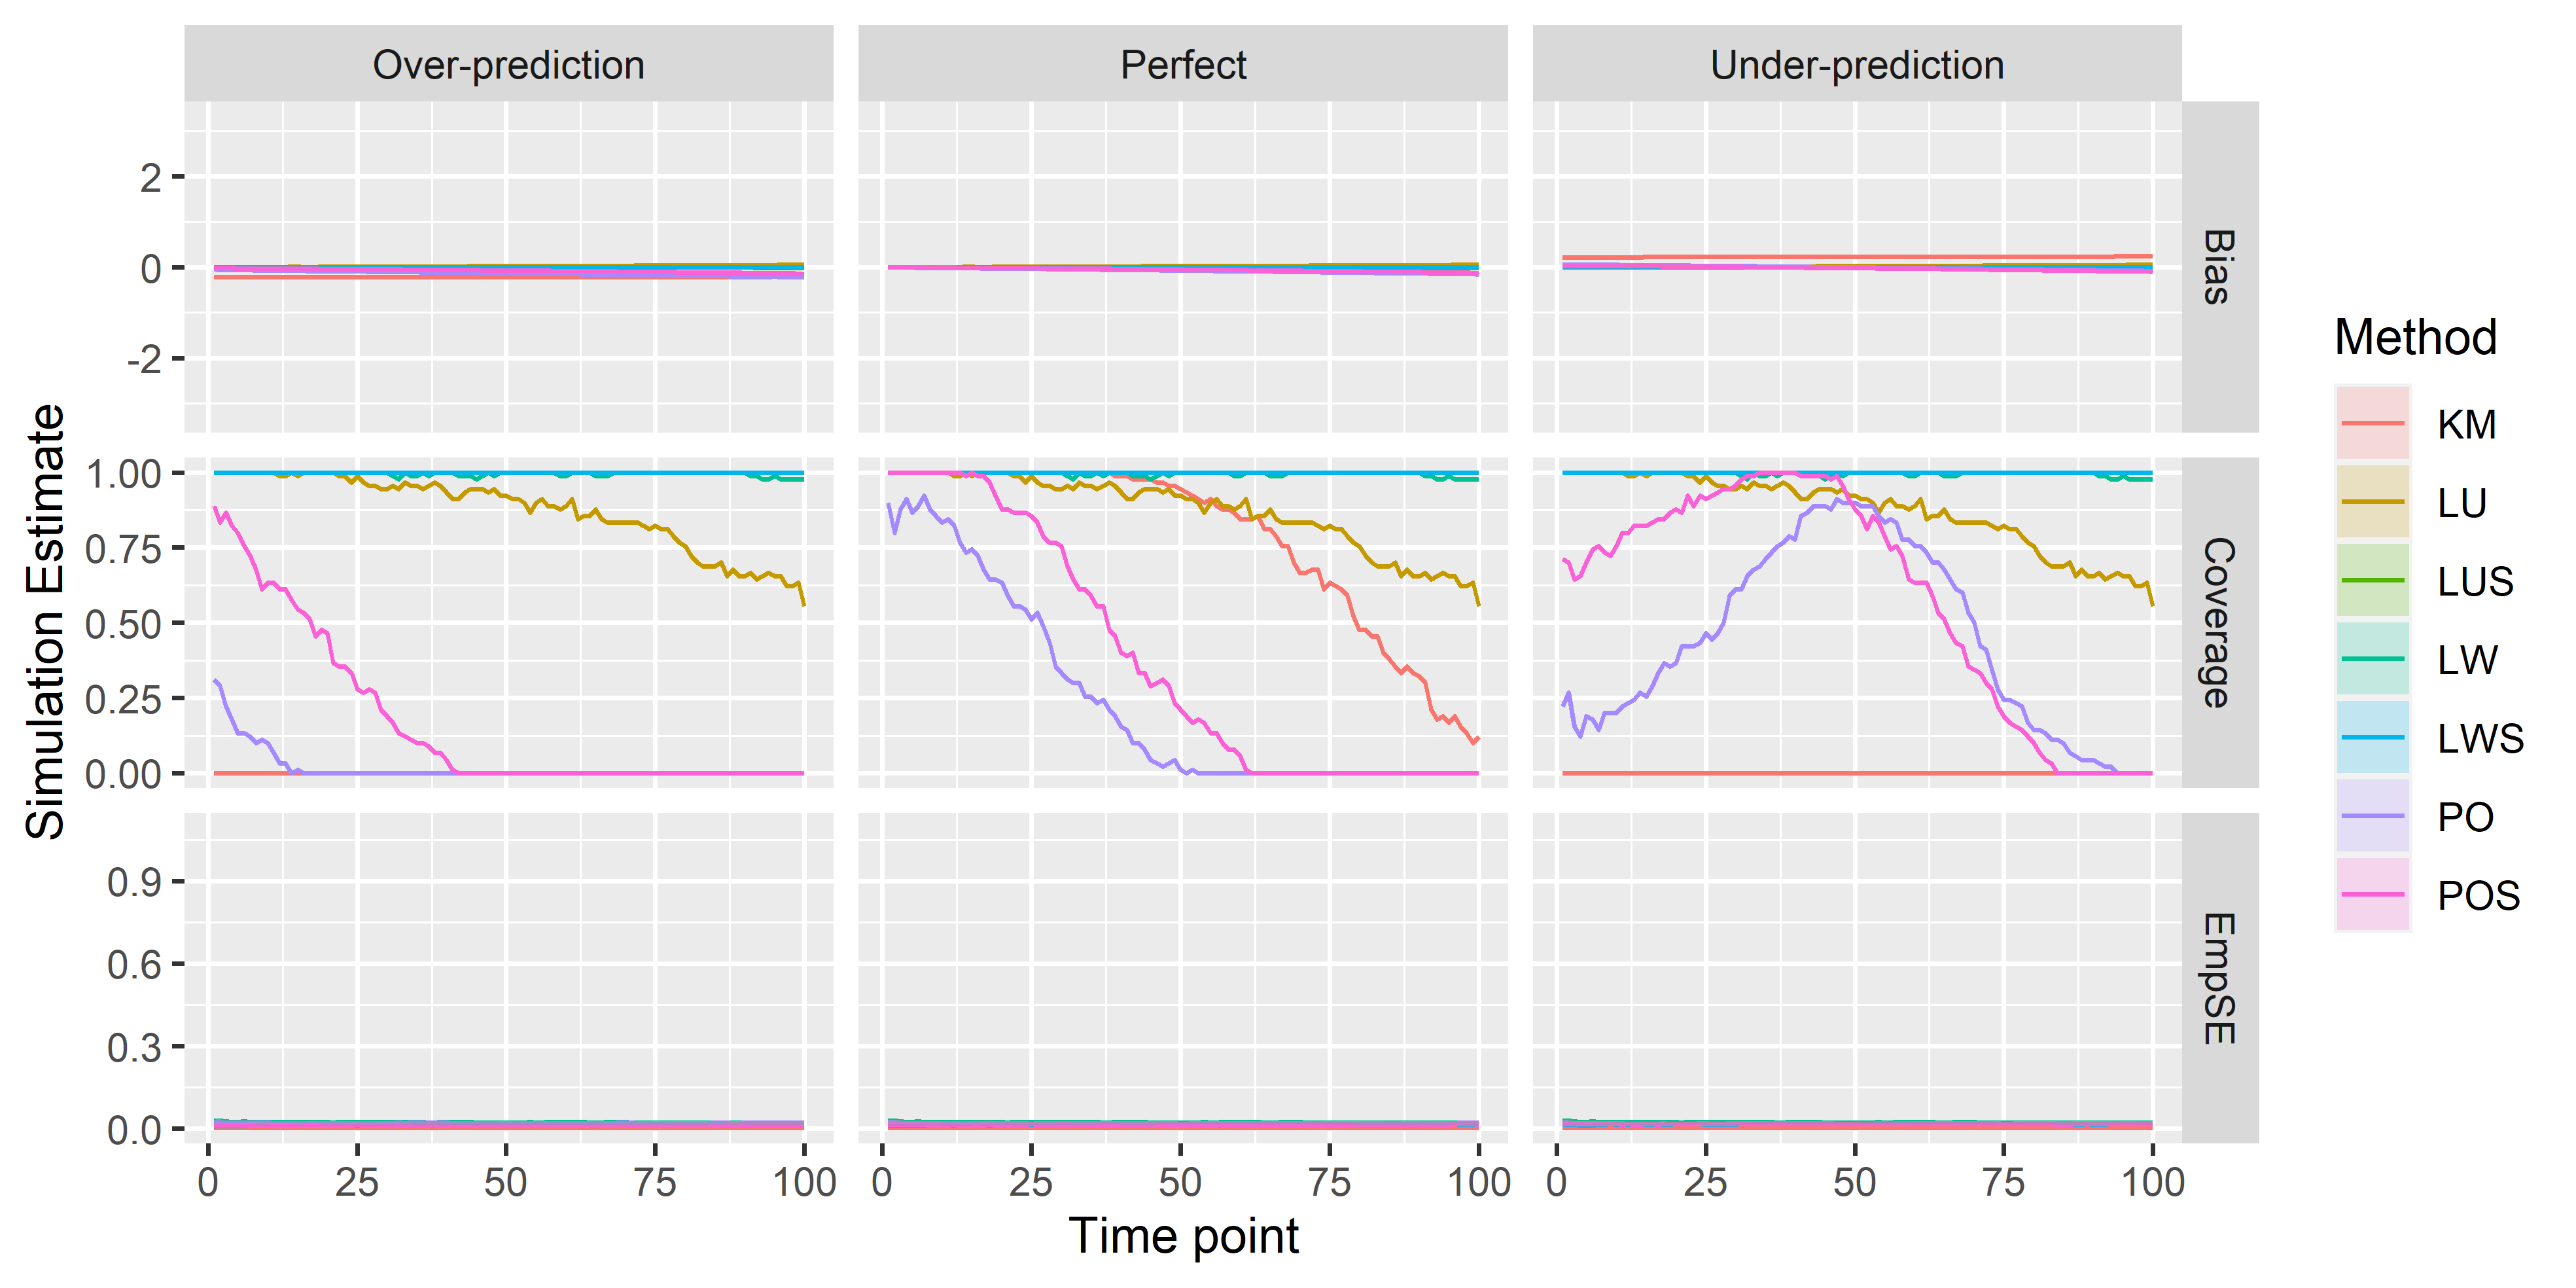 Over-prediction
Perfect
Under-prediction
2
0
-2
Bias
1.00
0.75
0.50
0.25
0.00
Coverage
0.9
0.6
0.3
0.0
EmpSE
0 25 50 75 100
0 25 50 75 100
0 25 50 75 100
Time point
Simulation Estimate
Method
KM
LU
LUS
LW
LWS
PO
POS